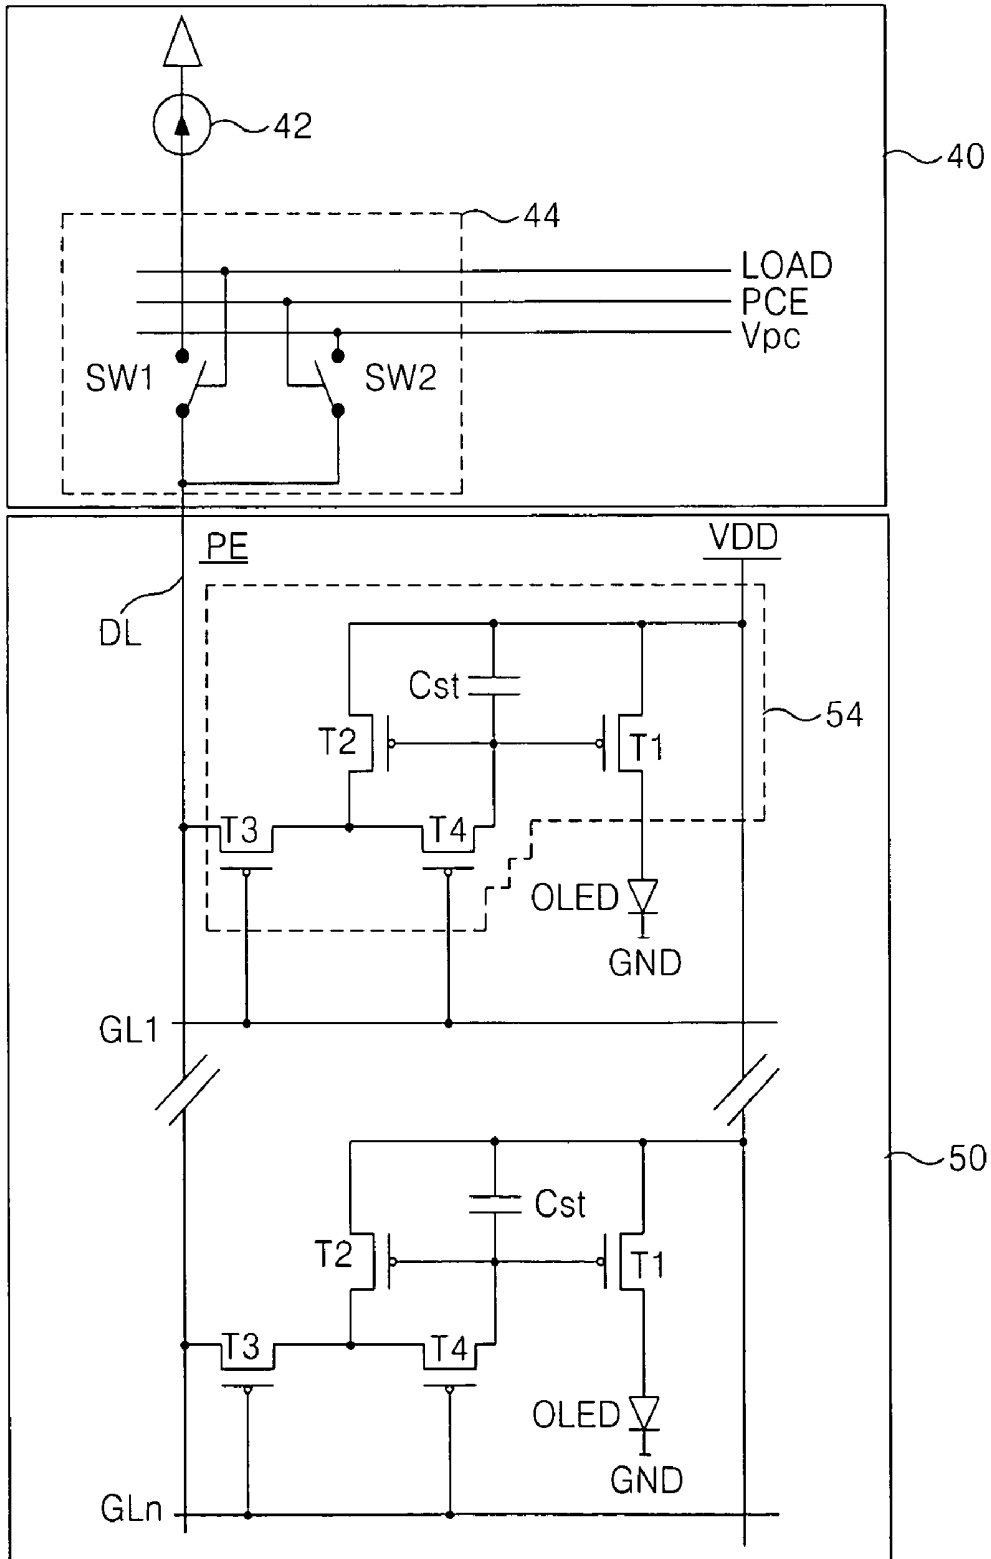 42
40
44
LOAD
PCE
Vpc
SW1
SW2
PE
VDD
DL
Cst
54
T2
T1
T3
T4
OLED
GND
GL1
50
Cst
T2
T1
T3
T4
OLED
GND
GLn